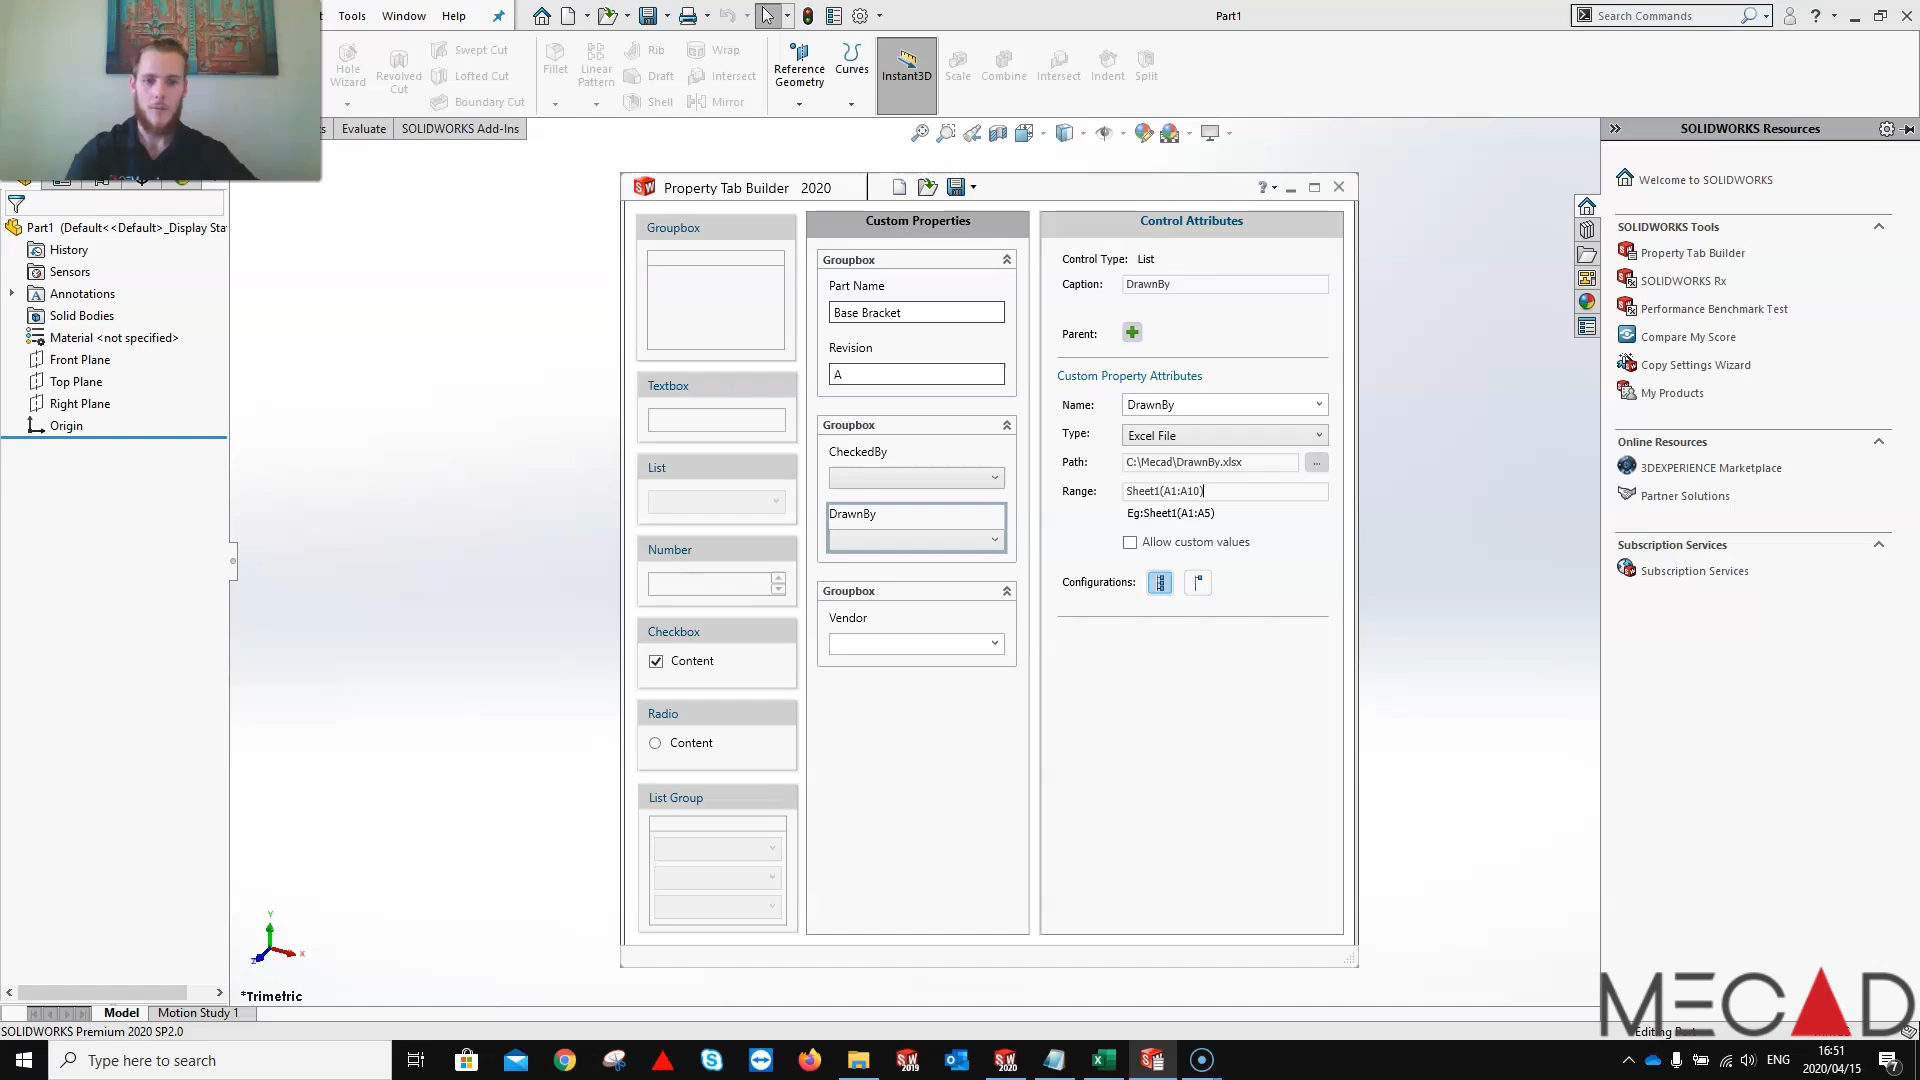 Tools
Window
Help
Part1
Search Commands
Hole Wizard
Revolved Cut
Swept Cut
Lofted Cut
Boundary Cut
Fillet
Linear Pattern
Rib
Draft
Shell
Wrap
Intersect
Mirror
Reference Geometry
Curves
Instant3D
Scale
Combine
Intersect
Indent
Split
Evaluate
SOLIDWORKS Add-Ins
Part1 (Default<<Default>_Display Sta
History
Sensors
Annotations
Solid Bodies
Material <not specified>
Front Plane
Top Plane
Right Plane
Origin
Property Tab Builder 2020
Groupbox
Textbox
List
Number
Checkbox
Content
Radio
Content
List Group
Custom Properties
Groupbox
Part Name
Base Bracket
Revision
A
Groupbox
CheckedBy
DrawnBy
Groupbox
Vendor
Control Attributes
Control Type: List
Caption: DrawnBy
Parent:
Custom Property Attributes
Name: DrawnBy
Type: Excel File
Path: C:\Mecad\DrawnBy.xlsx ...
Range: Sheet1(A1:A10)
Eg:Sheet1(A1:A5)
Allow custom values
Configurations:
SOLIDWORKS Resources
Welcome to SOLIDWORKS
SOLIDWORKS Tools
Property Tab Builder
SOLIDWORKS Rx
Performance Benchmark Test
Compare My Score
Copy Settings Wizard
My Products
Online Resources
3DEXPERIENCE Marketplace
Partner Solutions
Subscription Services
Subscription Services
Y
X
Z
*Trimetric
Model
Motion Study 1
SOLIDWORKS Premium 2020 SP2.0
MECAD
Type here to search
ENG
16:51
2020/04/15